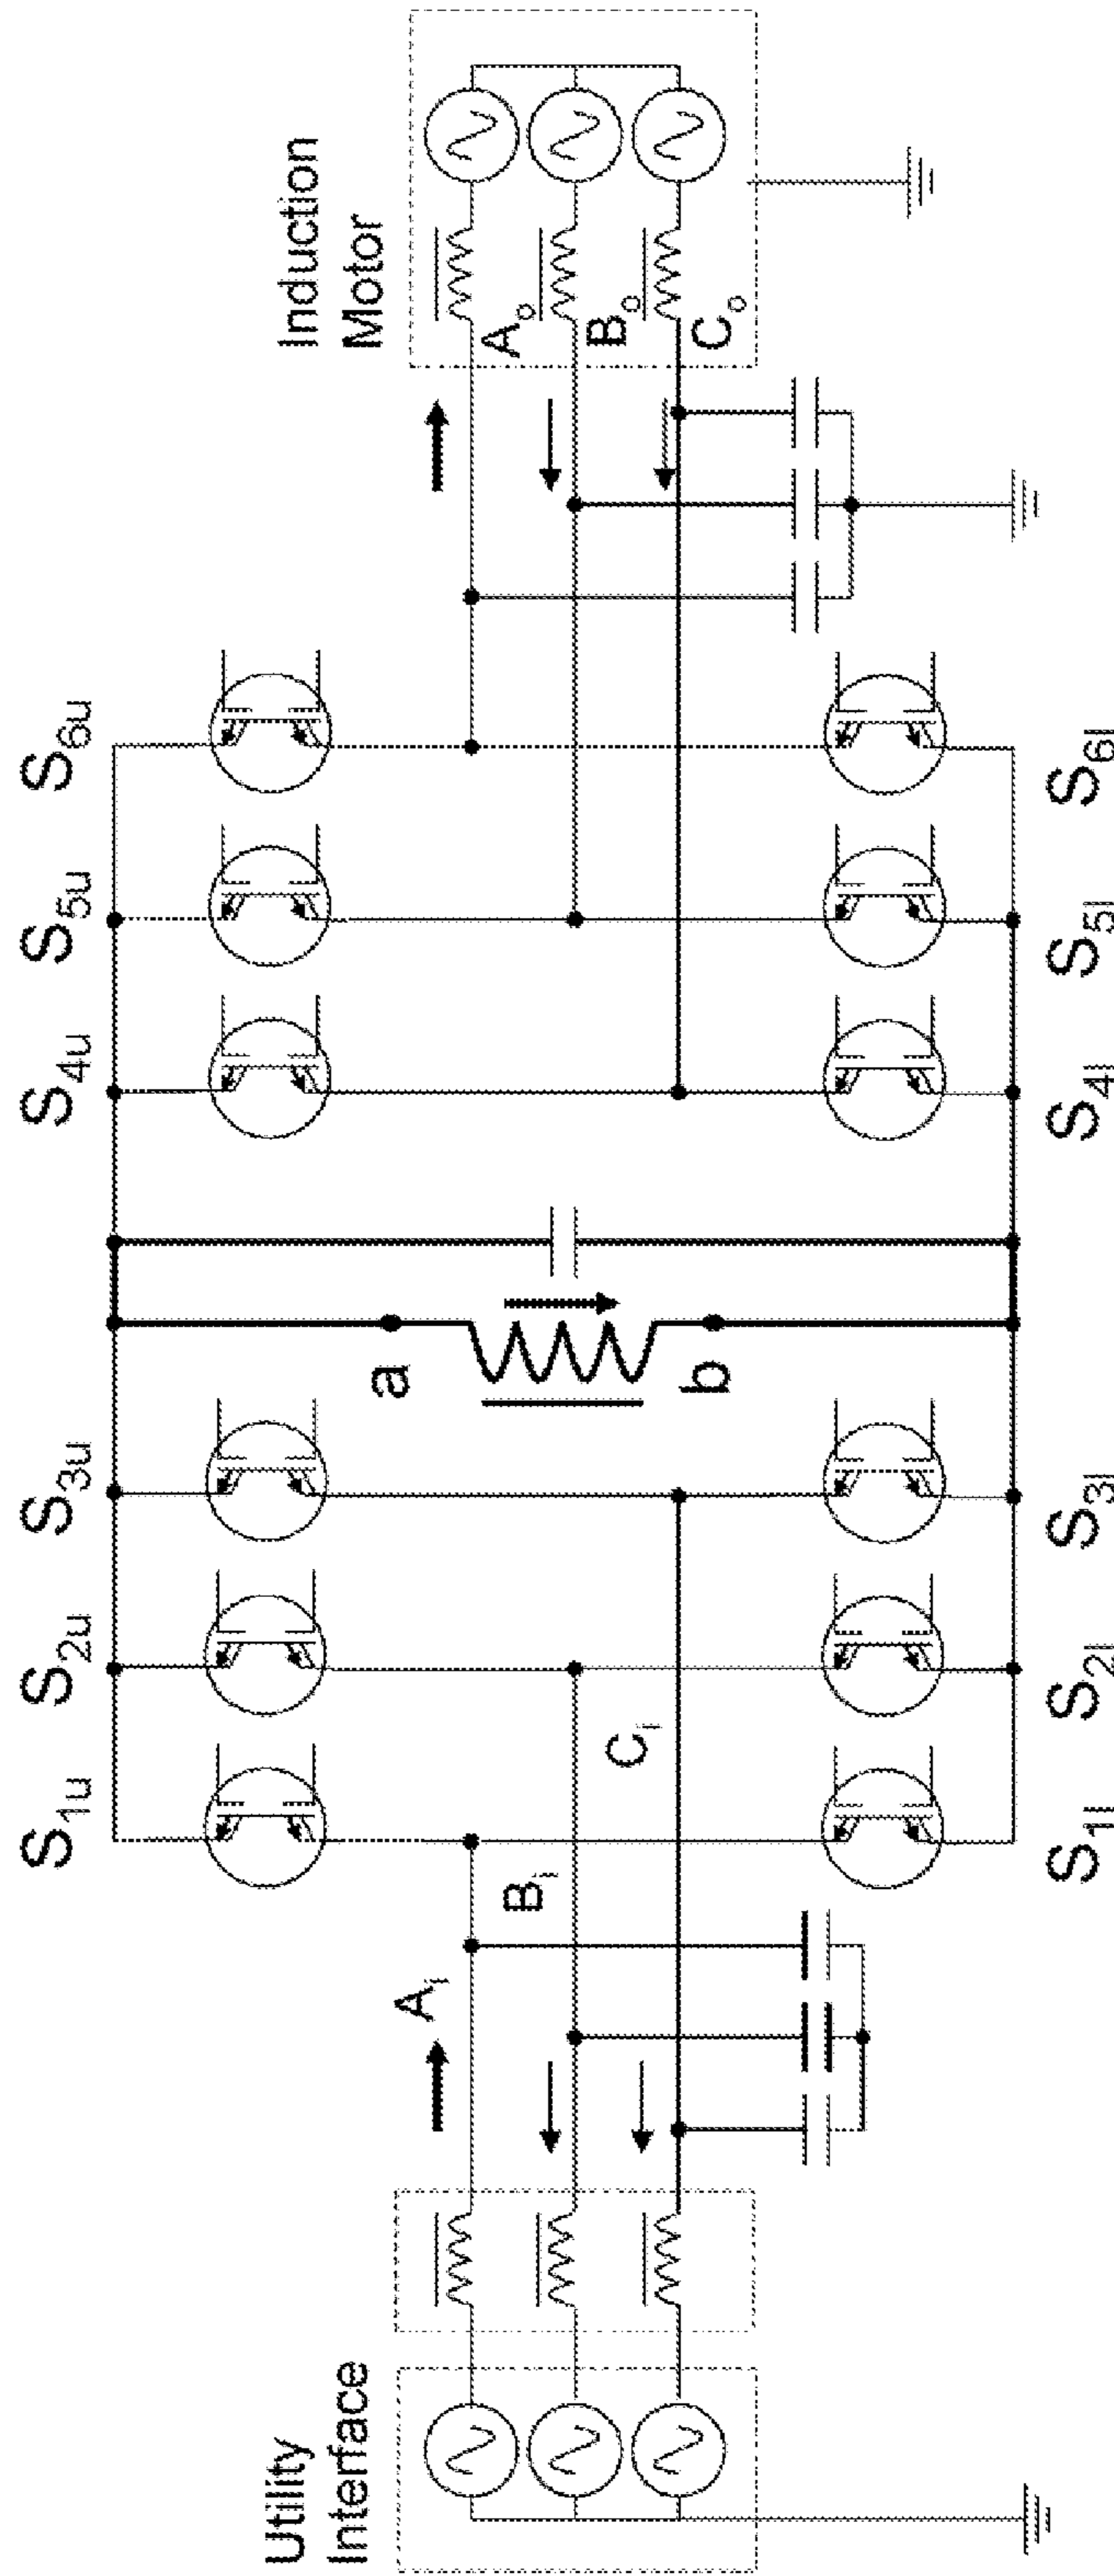 Utility
Interface
Induction
Motor
S1u
S2u
S3u
S4u
S5u
S6u
Ai
Bi
Ci
a
b
Ao
Bo
Co
S1l
S2l
S3l
S4l
S5l
S6l